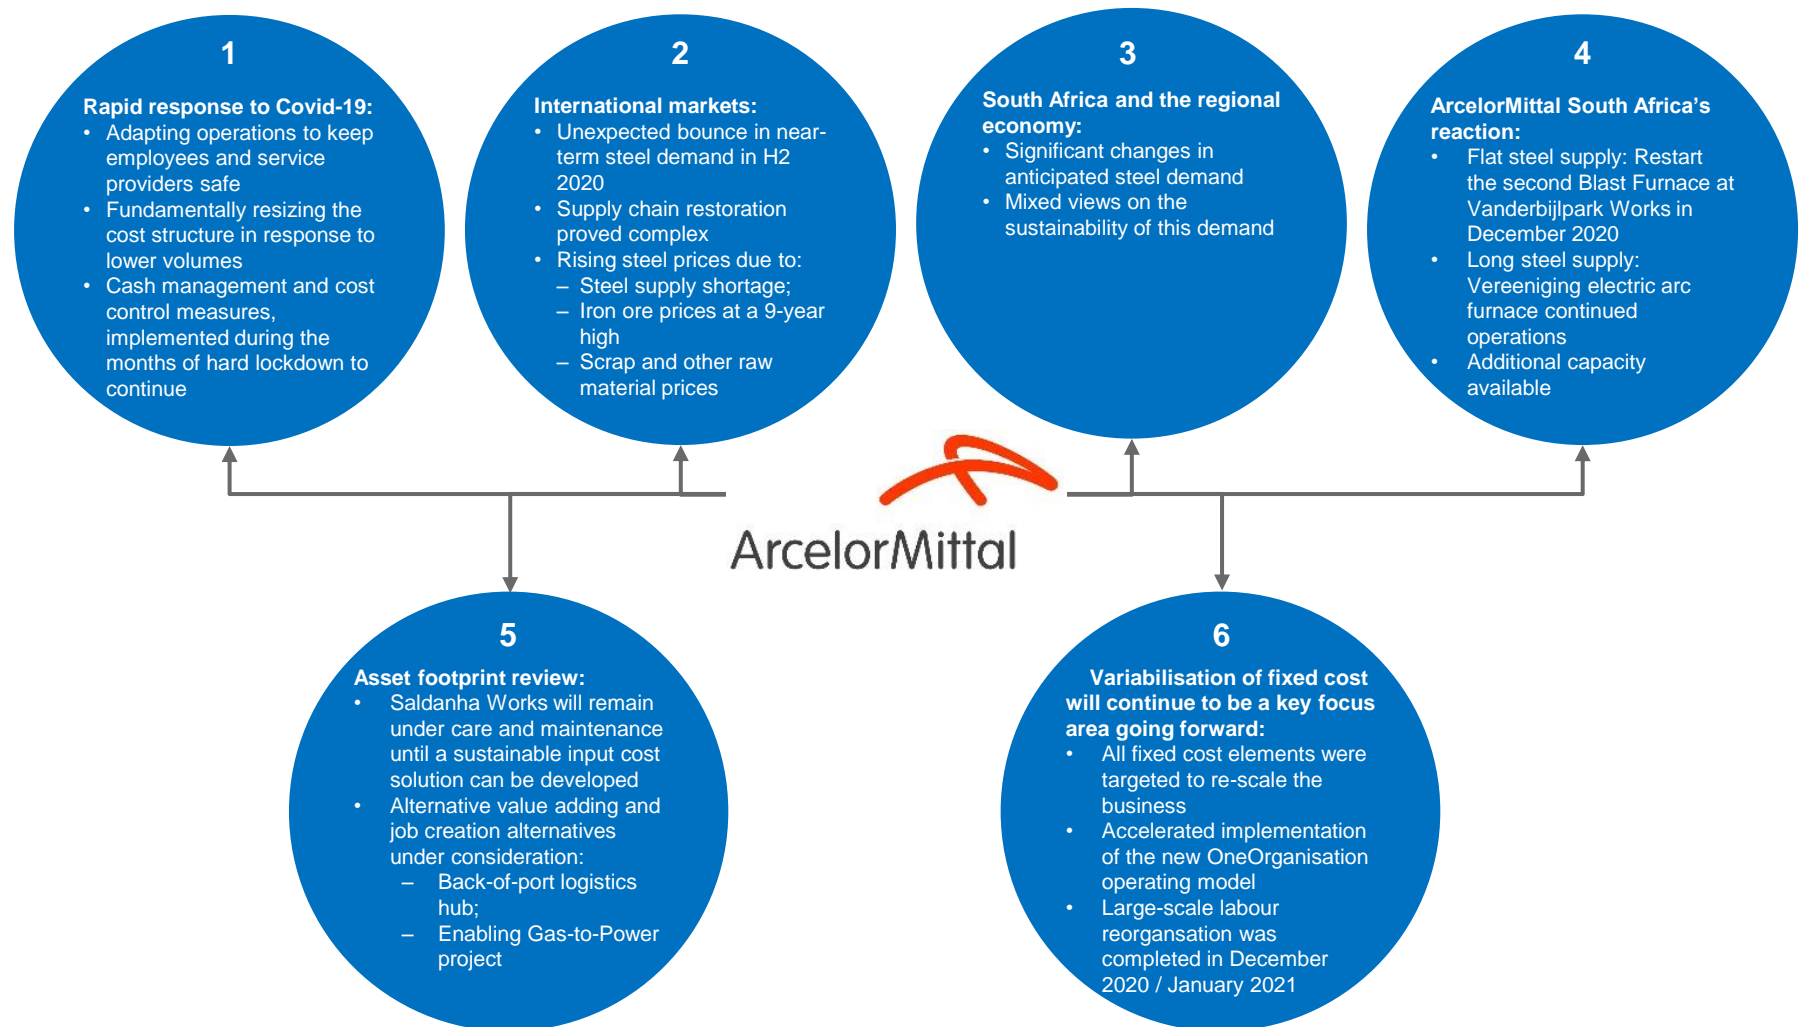 1
Rapid response to Covid-19:
• Adapting operations to keep
employees and service
providers safe
• Fundamentally resizing the
cost structure in response to
lower volumes
• Cash management and cost
control measures,
implemented during the
months of hard lockdown to
continue
2
International markets:
• Unexpected bounce in near-
term steel demand in H2
2020
• Supply chain restoration
proved complex
• Rising steel prices due to:
– Steel supply shortage;
– Iron ore prices at a 9-year
high
– Scrap and other raw
material prices
3
South Africa and the regional
economy:
• Significant changes in
anticipated steel demand
• Mixed views on the
sustainability of this demand
4
ArcelorMittal South Africa’s
reaction:
• Flat steel supply: Restart
the second Blast Furnace at
Vanderbijlpark Works in
December 2020
• Long steel supply:
Vereeniging electric arc
furnace continued
operations
• Additional capacity
available
ArcelorMittal
5
Asset footprint review:
• Saldanha Works will remain
under care and maintenance
until a sustainable input cost
solution can be developed
• Alternative value adding and
job creation alternatives
under consideration:
– Back-of-port logistics
hub;
– Enabling Gas-to-Power
project
6
Variabilisation of fixed cost
will continue to be a key focus
area going forward:
• All fixed cost elements were
targeted to re-scale the
business
• Accelerated implementation
of the new OneOrganisation
operating model
• Large-scale labour
reorgansation was
completed in December
2020 / January 2021